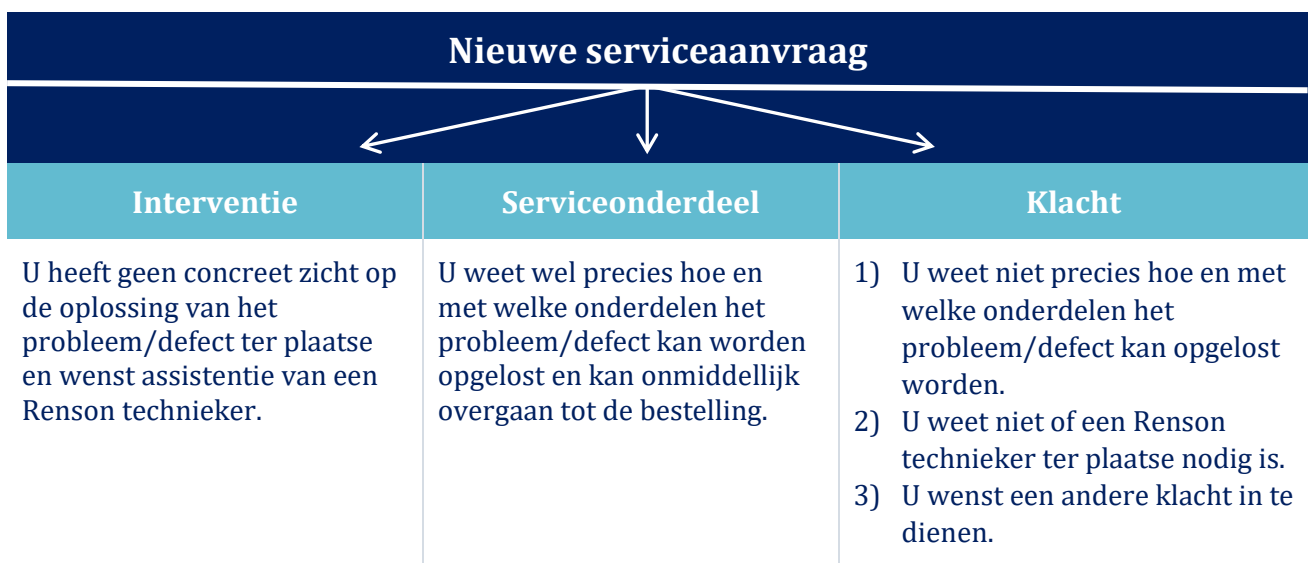 Nieuwe serviceaanvraag
Interventie
Serviceonderdeel
Klacht
U heeft geen concreet zicht op
de oplossing van het
probleem/defect ter plaatse
en wenst assistentie van een
Renson technieker.
U weet wel precies hoe en
met welke onderdelen het
probleem/defect kan worden
opgelost en kan onmiddellijk
overgaan tot de bestelling.
1) U weet niet precies hoe en met
welke onderdelen het
probleem/defect kan opgelost
worden.
2) U weet niet of een Renson
technieker ter plaatse nodig is.
3) U wenst een andere klacht in te
dienen.